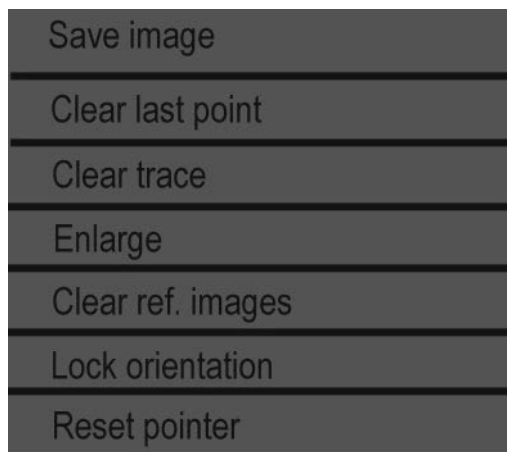 Save image
Clear last point
Clear trace
Enlarge
Clear ref. images
Lock orientation
Reset pointer